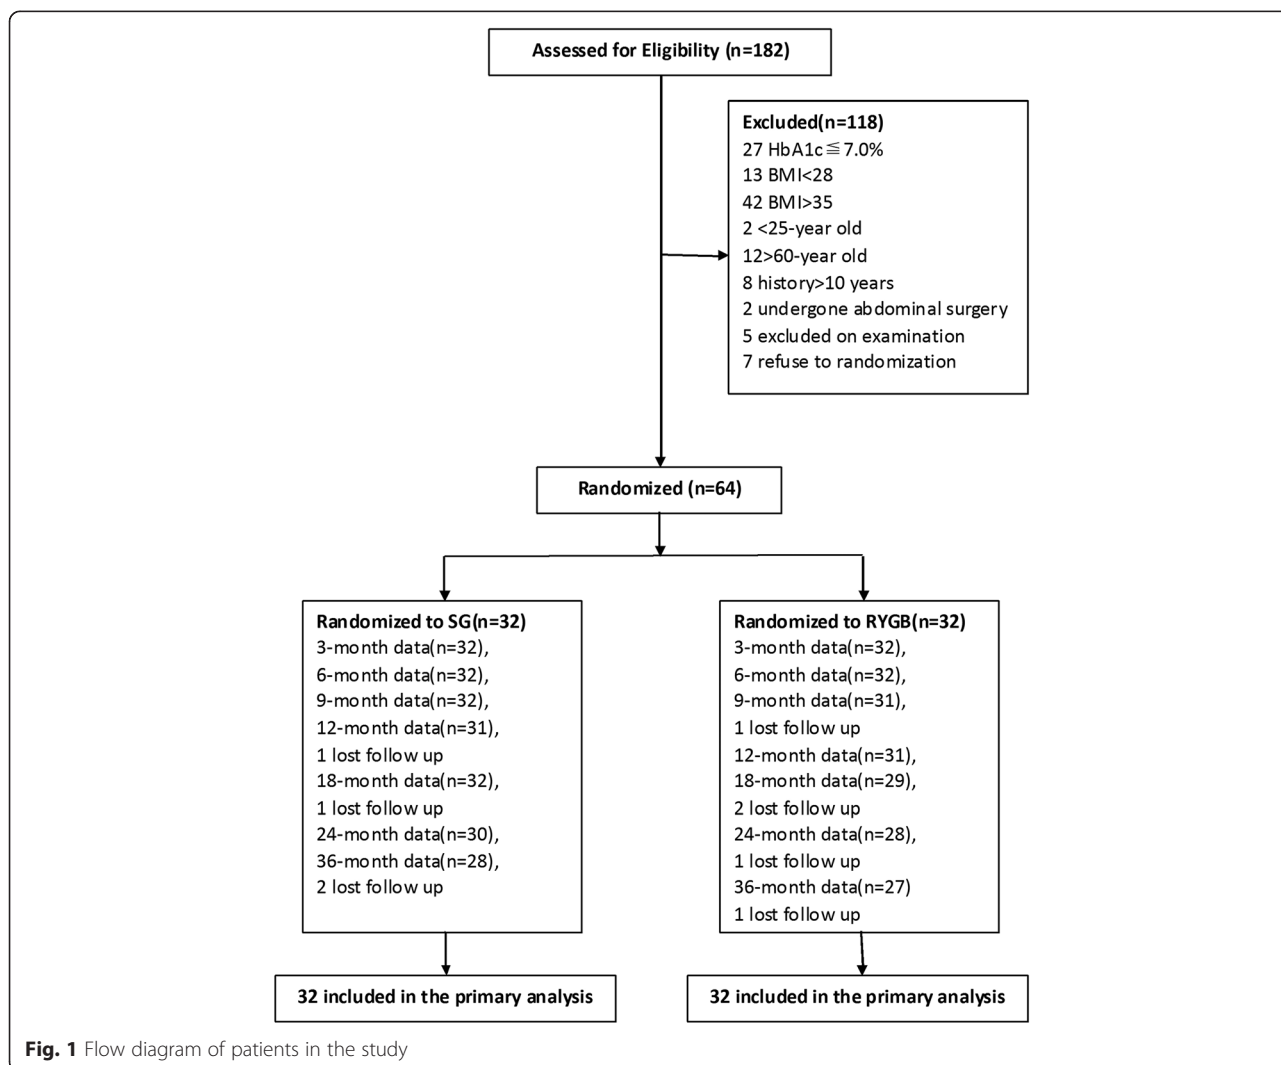 Assessed for Eligibility (n=182)
Excluded(n=118)
27 HbA1c≦7.0%
13 BMI<28
42 BMI>35
2 <25-year old
12>60-year old
8 history>10 years
2 undergone abdominal surgery
5 excluded on examination
7 refuse to randomization
Randomized (n=64)
Randomized to SG(n=32)
3-month data(n=32),
6-month data(n=32),
9-month data(n=32),
12-month data(n=31),
1 lost follow up
18-month data(n=32),
1 lost follow up
24-month data(n=30),
36-month data(n=28),
2 lost follow up
Randomized to RYGB(n=32)
3-month data(n=32),
6-month data(n=32),
9-month data(n=31),
1 lost follow up
12-month data(n=31),
18-month data(n=29),
2 lost follow up
24-month data(n=28),
1 lost follow up
36-month data(n=27)
1 lost follow up
32 included in the primary analysis
32 included in the primary analysis
Fig. 1 Flow diagram of patients in the study